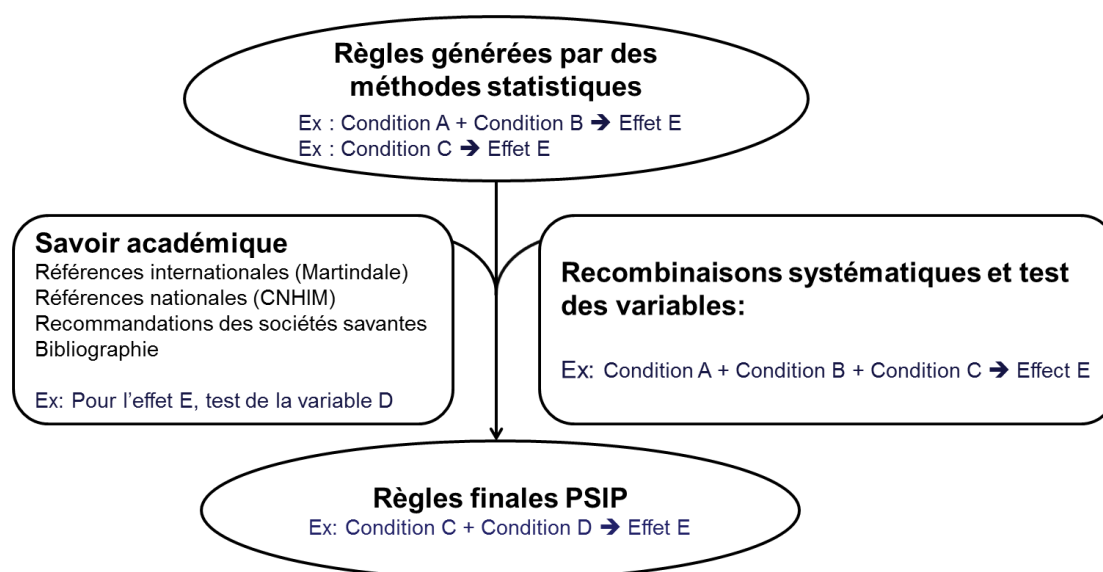 Règles générées par des
méthodes statistiques
Ex : Condition A + Condition B ➔ Effet E
Ex : Condition C ➔ Effet E
Savoir académique
Références internationales (Martindale)
Références nationales (CNHIM)
Recommandations des sociétés savantes
Bibliographie
Ex: Pour l'effet E, test de la variable D
Recombinaisons systématiques et test
des variables:
Ex: Condition A + Condition B + Condition C ➔ Effect E
Règles finales PSIP
Ex: Condition C + Condition D ➔ Effet E